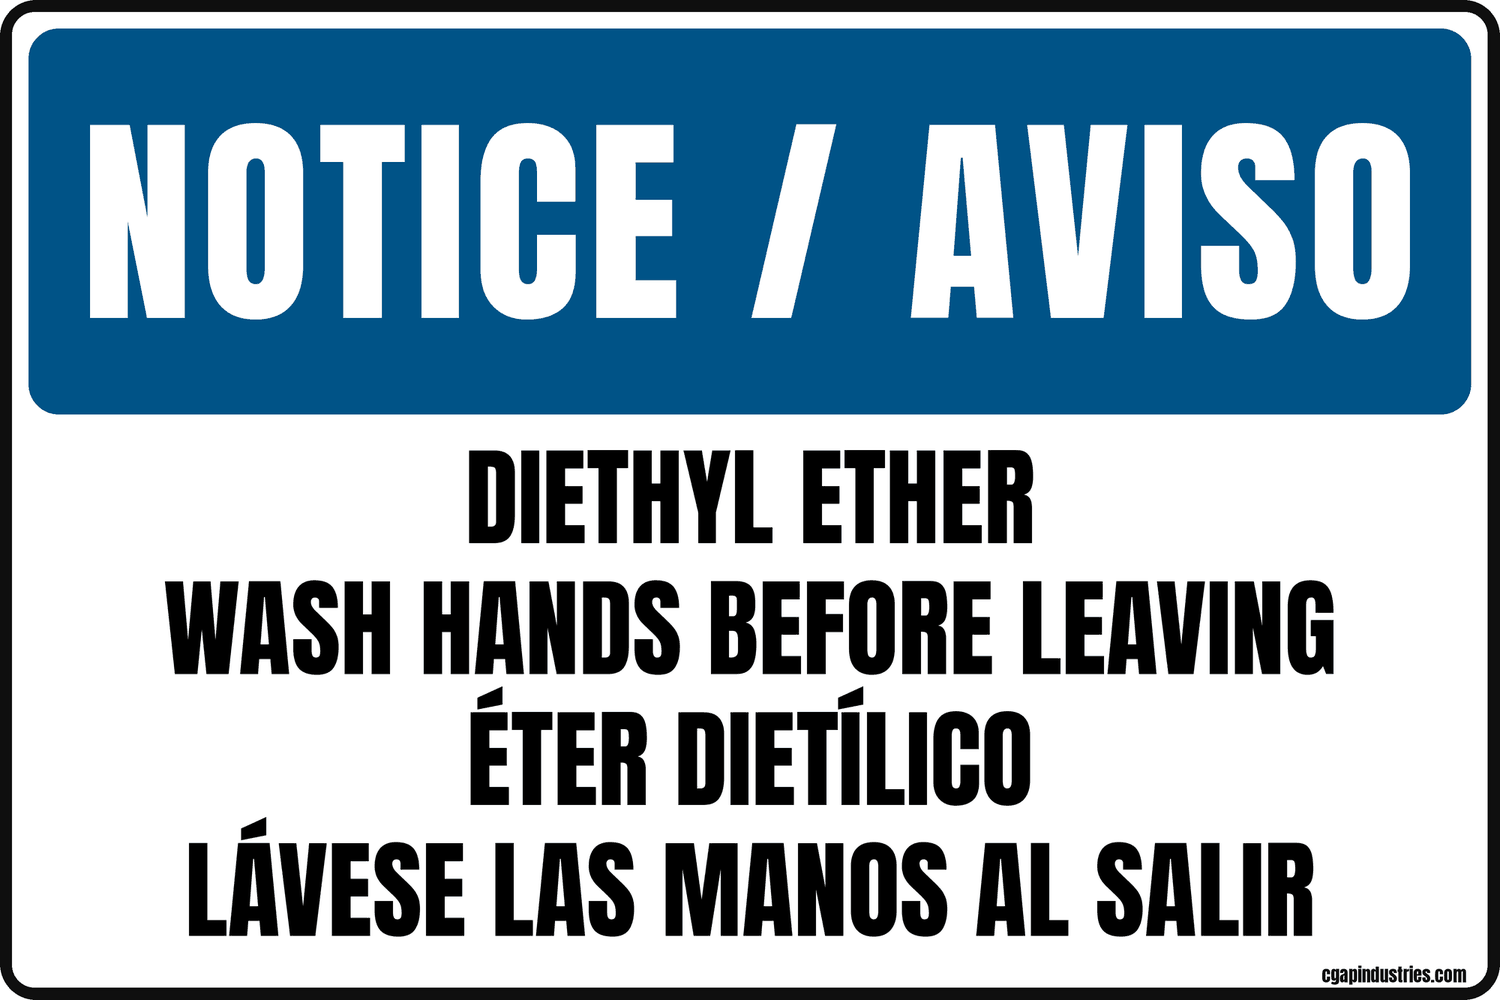 NOTICE / AVISO
DIETHYL ETHER
WASH HANDS BEFORE LEAVING
ÉTER DIETÍLICO
LÁVESE LAS MANOS AL SALIR
cgapindustries.com